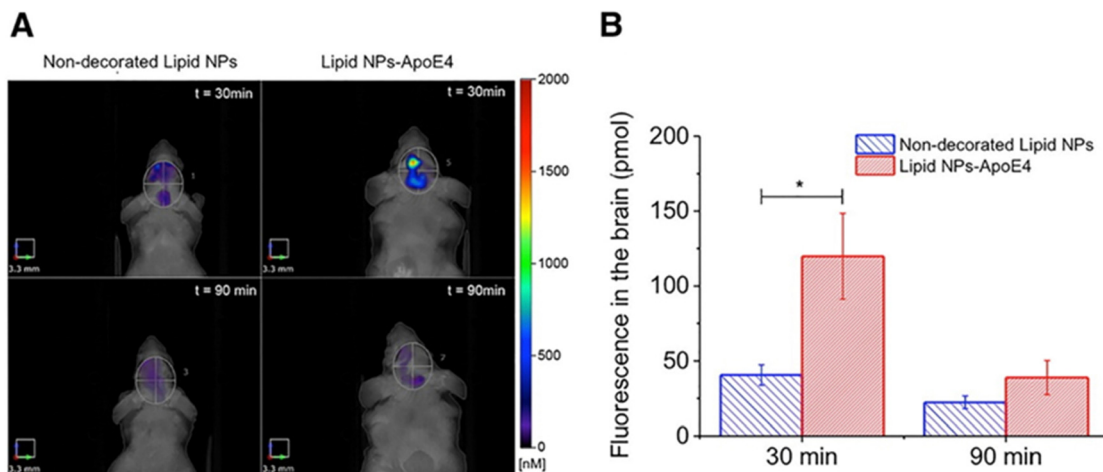 A
Non-decorated Lipid NPs
Lipid NPs-ApoE4
t = 30min
t = 30min
1
5
3.3 mm
3.3 mm
t = 90 min
t = 90min
3
7
3.3 mm
3.3 mm
2000
1500
1000
500
0
[nM]
B
Fluorescence in the brain (pmol)
200
150
100
50
0
Non-decorated Lipid NPs
Lipid NPs-ApoE4
*
30 min
90 min